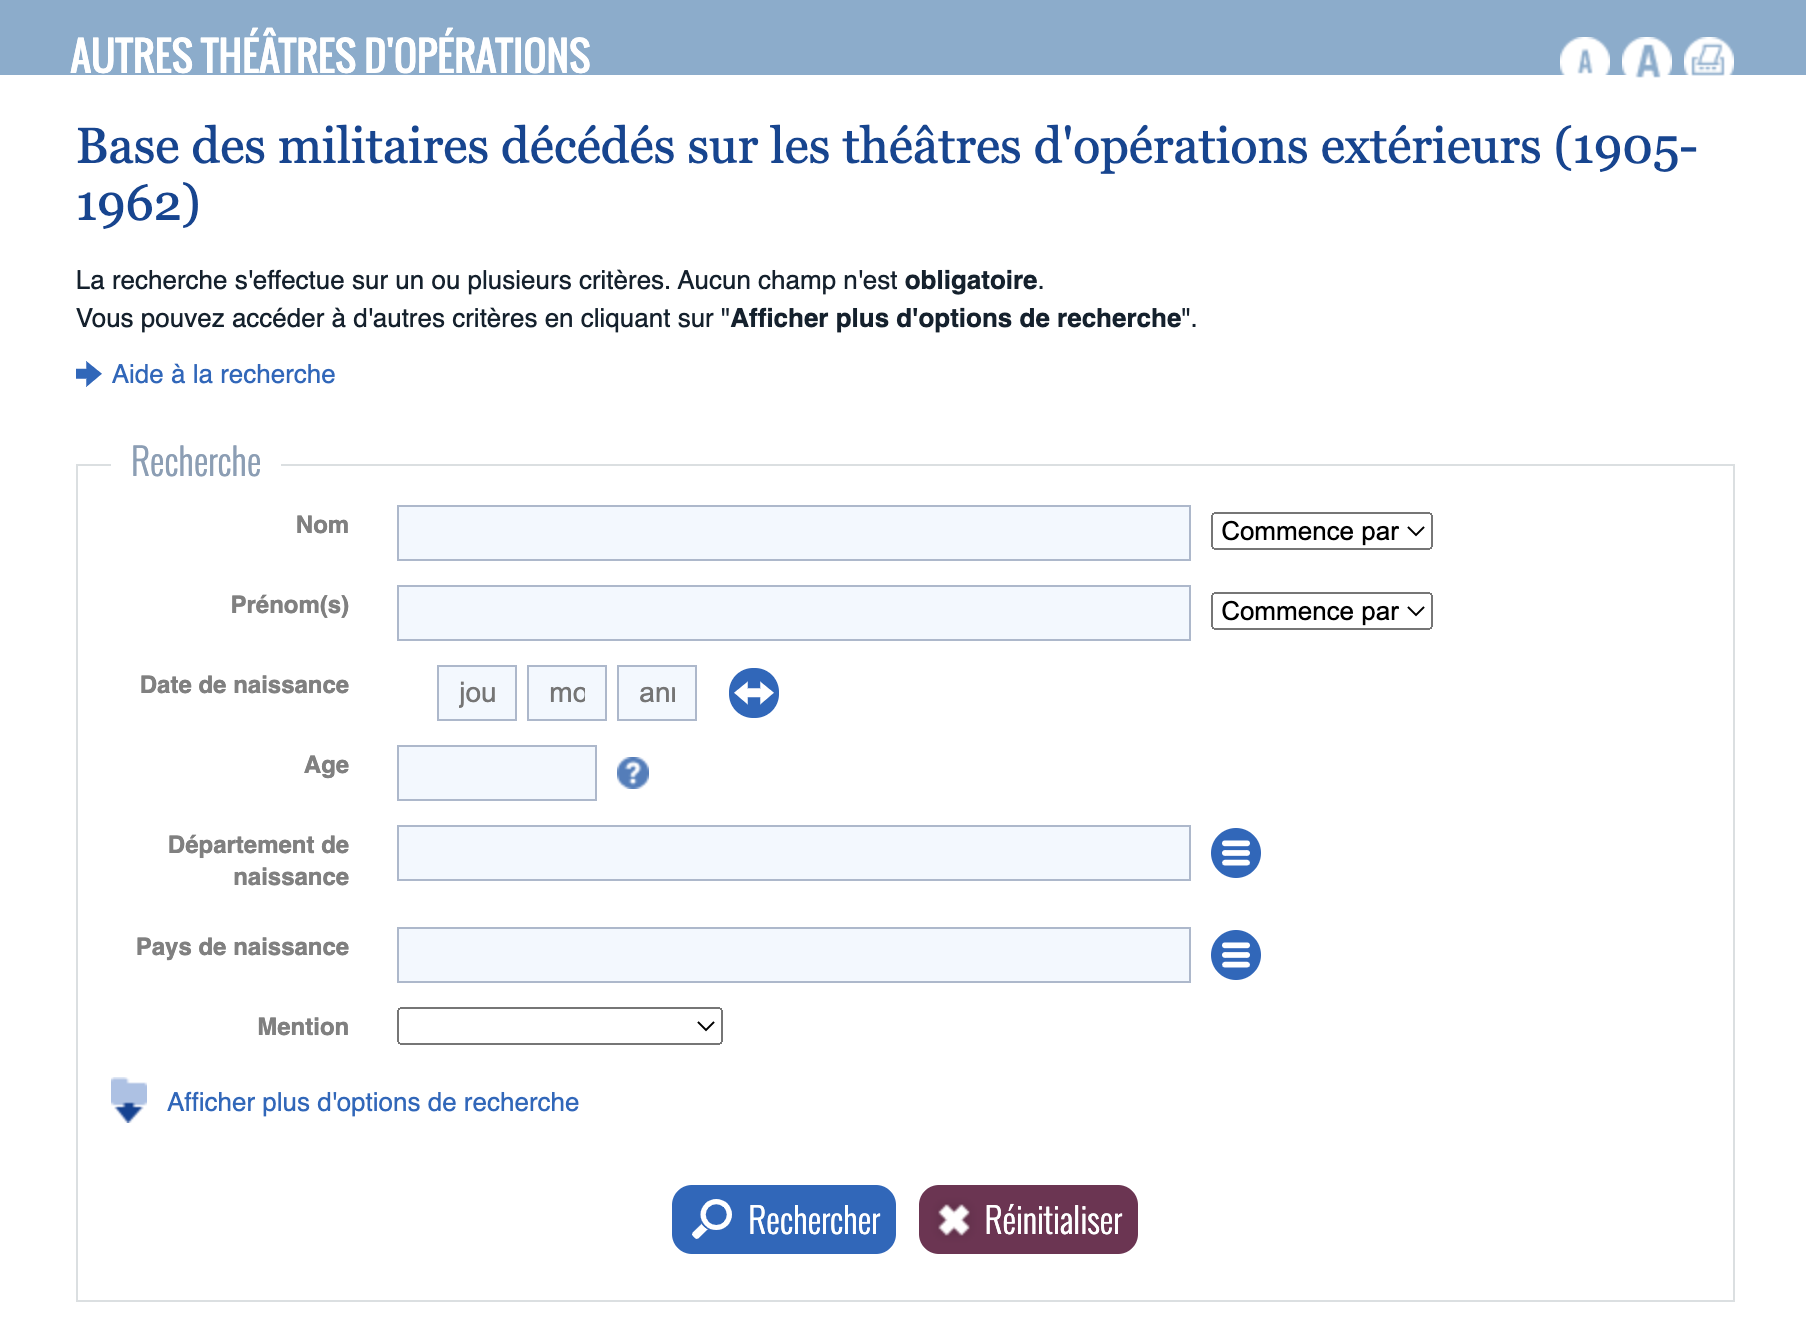 AUTRES THÉÂTRES D'OPÉRATIONS
A A
Base des militaires décédés sur les théâtres d'opérations extérieurs (1905-
1962)
La recherche s'effectue sur un ou plusieurs critères. Aucun champ n'est obligatoire.
Vous pouvez accéder à d'autres critères en cliquant sur "Afficher plus d'options de recherche".
Aide à la recherche
Recherche
Nom Commence par
Prénom(s) Commence par
Date de naissance jou mo ann
Age ?
Département de
naissance
Pays de naissance
Mention
Afficher plus d'options de recherche
Rechercher Réinitialiser